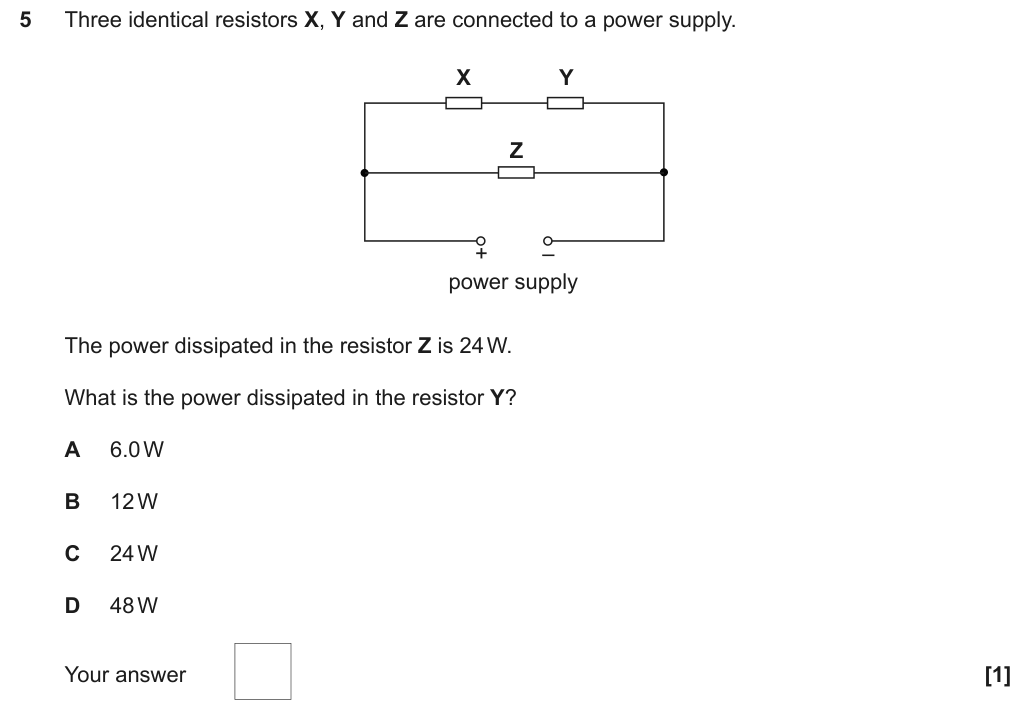 5 Three identical resistors X, Y and Z are connected to a power supply.
X Y
Z
+ –
power supply
The power dissipated in the resistor Z is 24 W.
What is the power dissipated in the resistor Y?
A 6.0 W
B 12 W
C 24 W
D 48 W
Your answer [1]